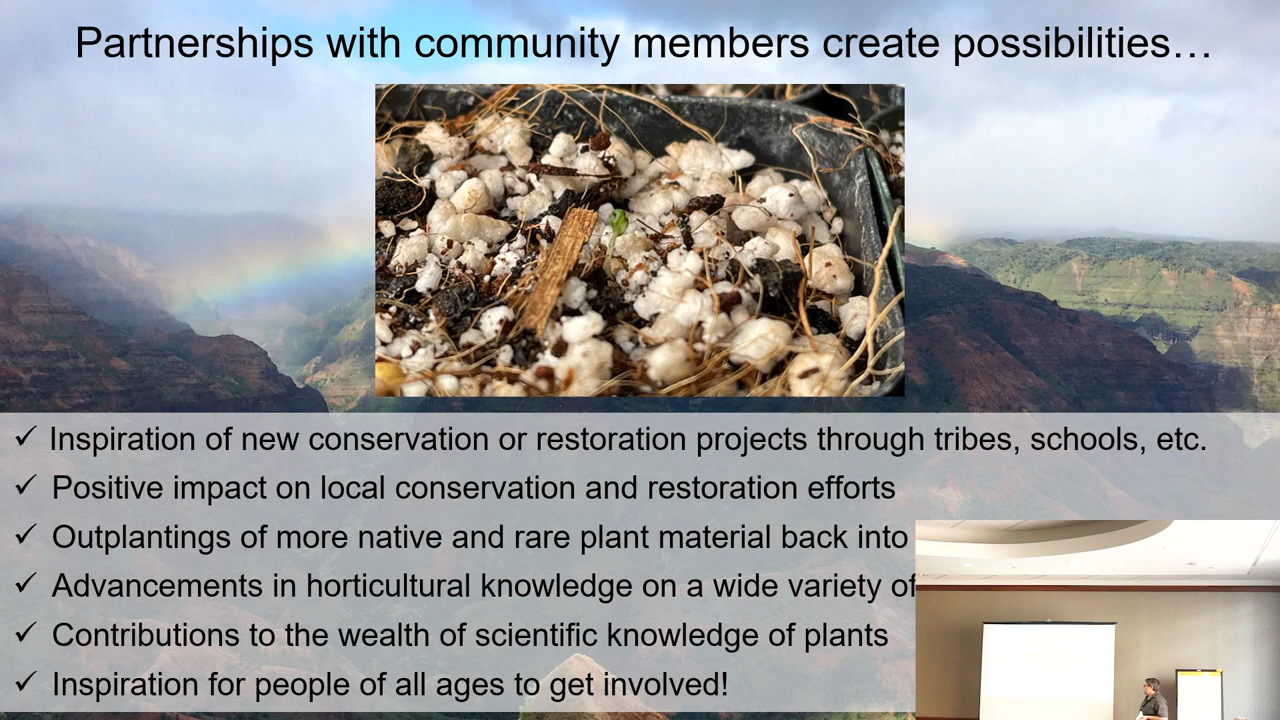 Partnerships with community members create possibilities…
✓ Inspiration of new conservation or restoration projects through tribes, schools, etc.
✓ Positive impact on local conservation and restoration efforts
✓ Outplantings of more native and rare plant material back into
✓ Advancements in horticultural knowledge on a wide variety of
✓ Contributions to the wealth of scientific knowledge of plants
✓ Inspiration for people of all ages to get involved!